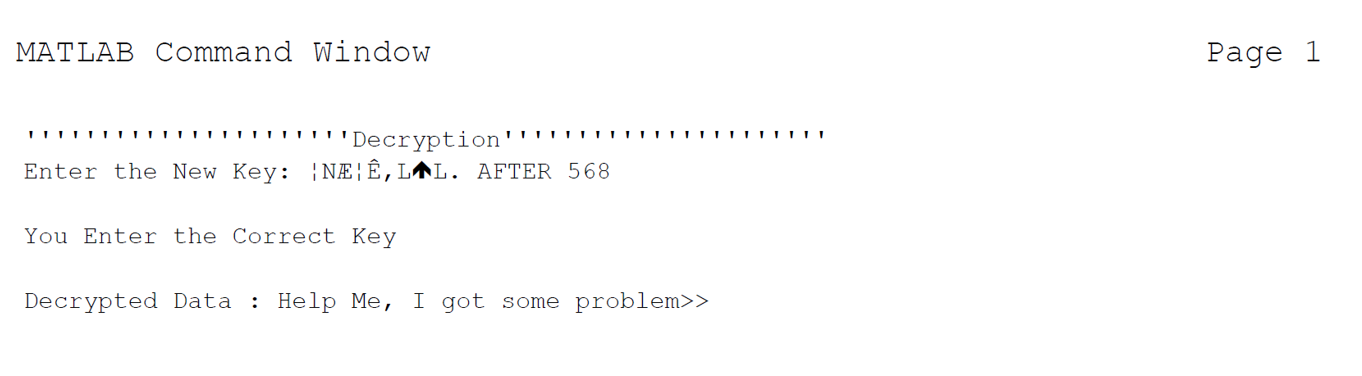 MATLAB Command Window
Page 1
''''''''''''''''''''''Decryption''''''''''''''''''''''
Enter the New Key: ¦NÆ¦Ê‚L🡹L. AFTER 568
You Enter the Correct Key
Decrypted Data : Help Me, I got some problem>>